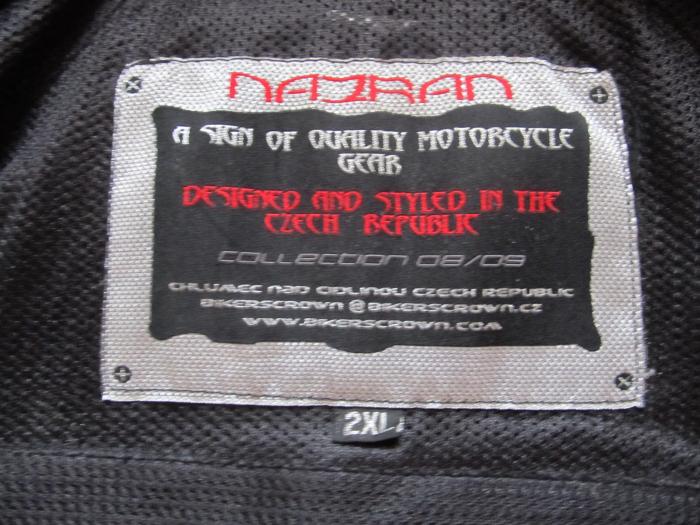 NAZRAN
A SIGN OF QUALITY MOTORCYCLE
GEAR
DESIGNED AND STYLED IN THE
CZECH REPUBLIC
COLLECTION 08/09
CHLUMEC NAD CIDLINOU CZECH REPUBLIC
BIKERSCROWN@BIKERSCROWN.CZ
WWW.BIKERSCROWN.COM
2XL